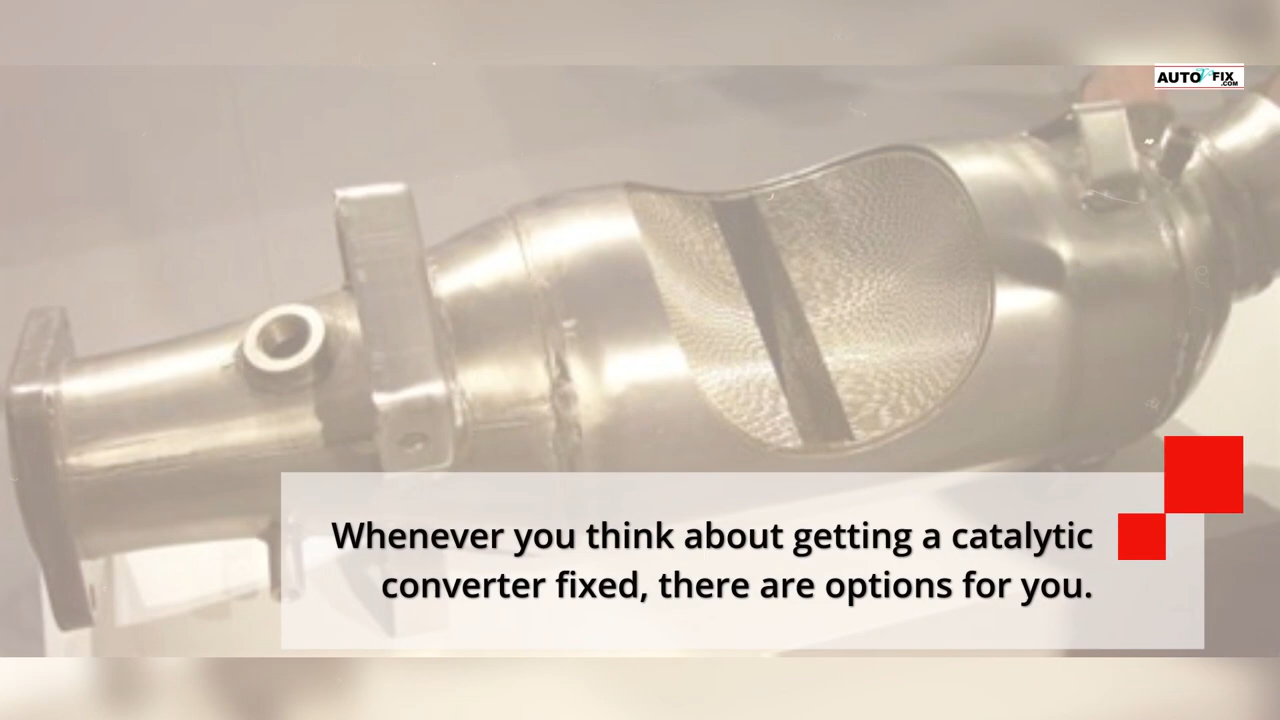 AUTO FIX
.COM
Whenever you think about getting a catalytic
converter fixed, there are options for you.